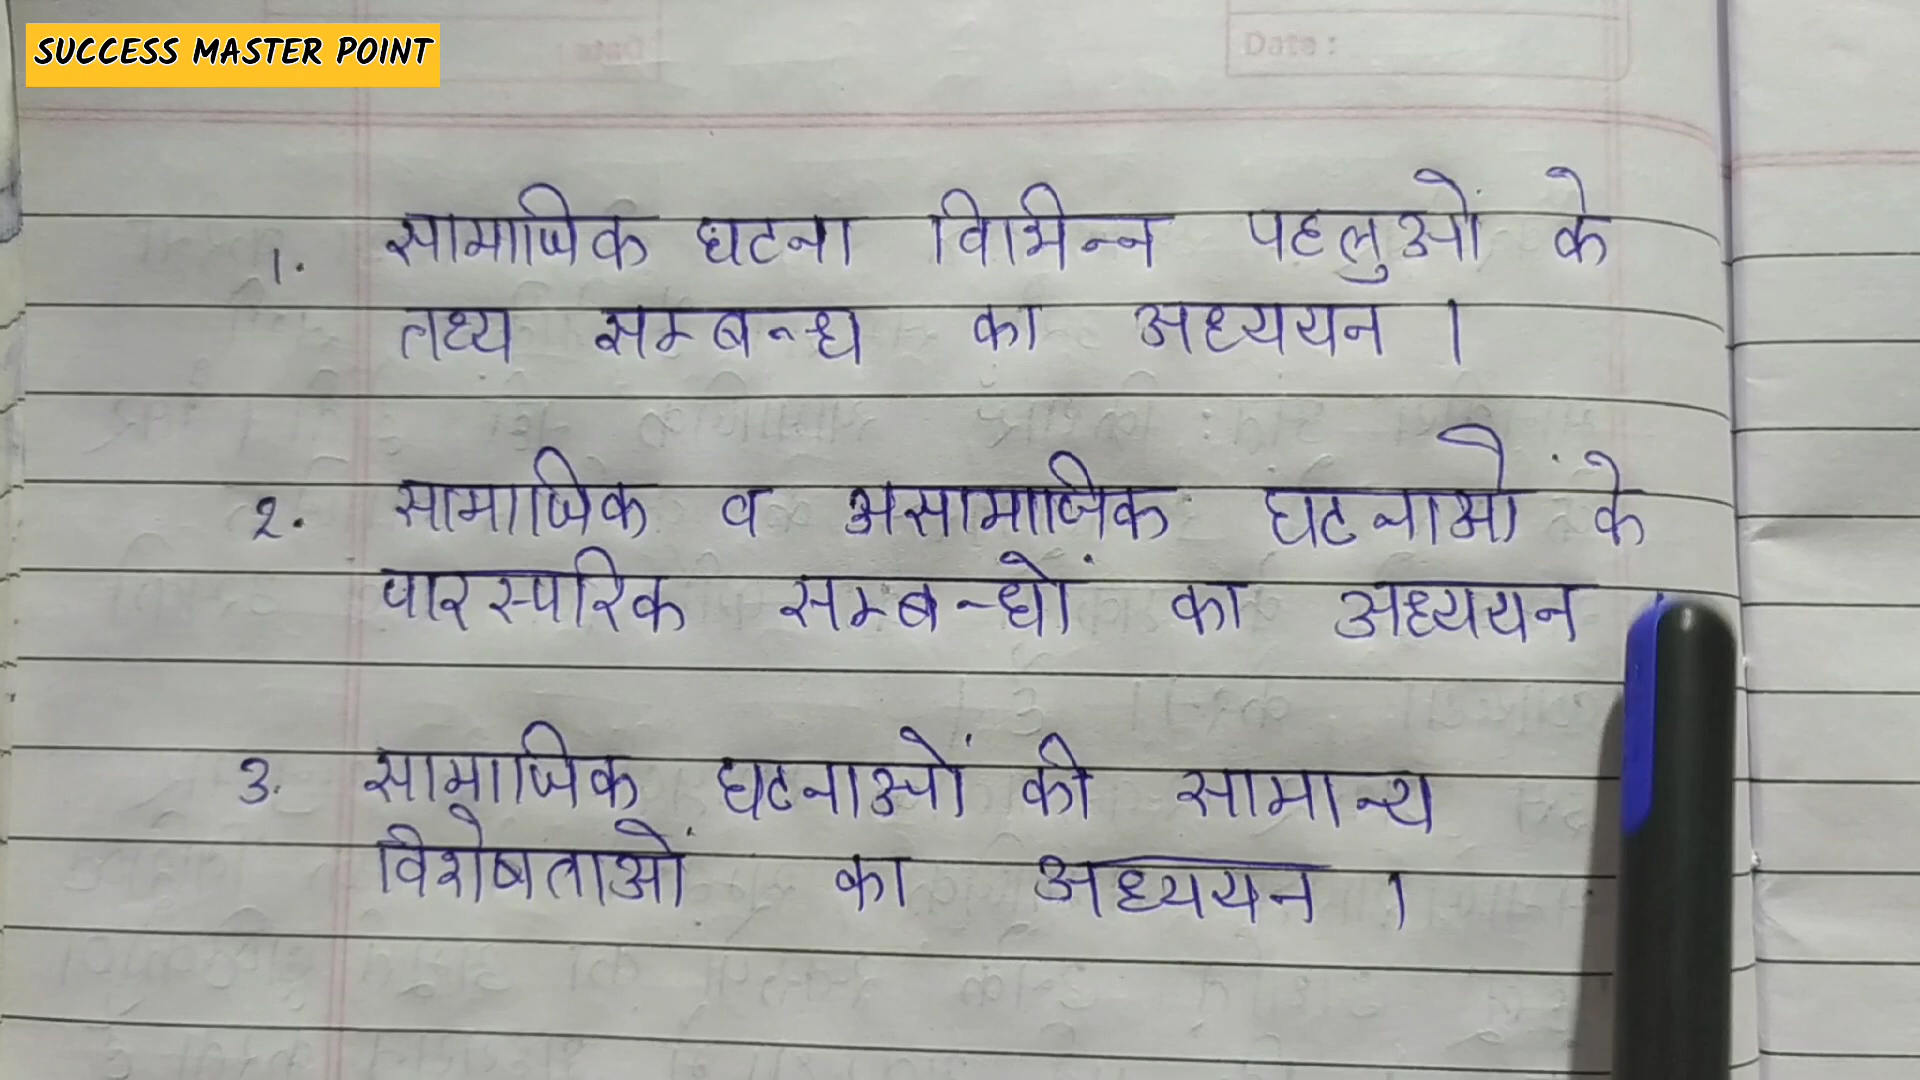 SUCCESS MASTER POINT
Date :
1. सामाजिक घटना विभिन्न पहलुओं के
तथ्य सम्बन्ध का अध्ययन ।
2. सामाजिक व असामाजिक घटनाओं के
पारस्परिक सम्बन्धों का अध्ययन
3. सामाजिक घटनाओं की सामान्य
विशेषताओं का अध्ययन ।